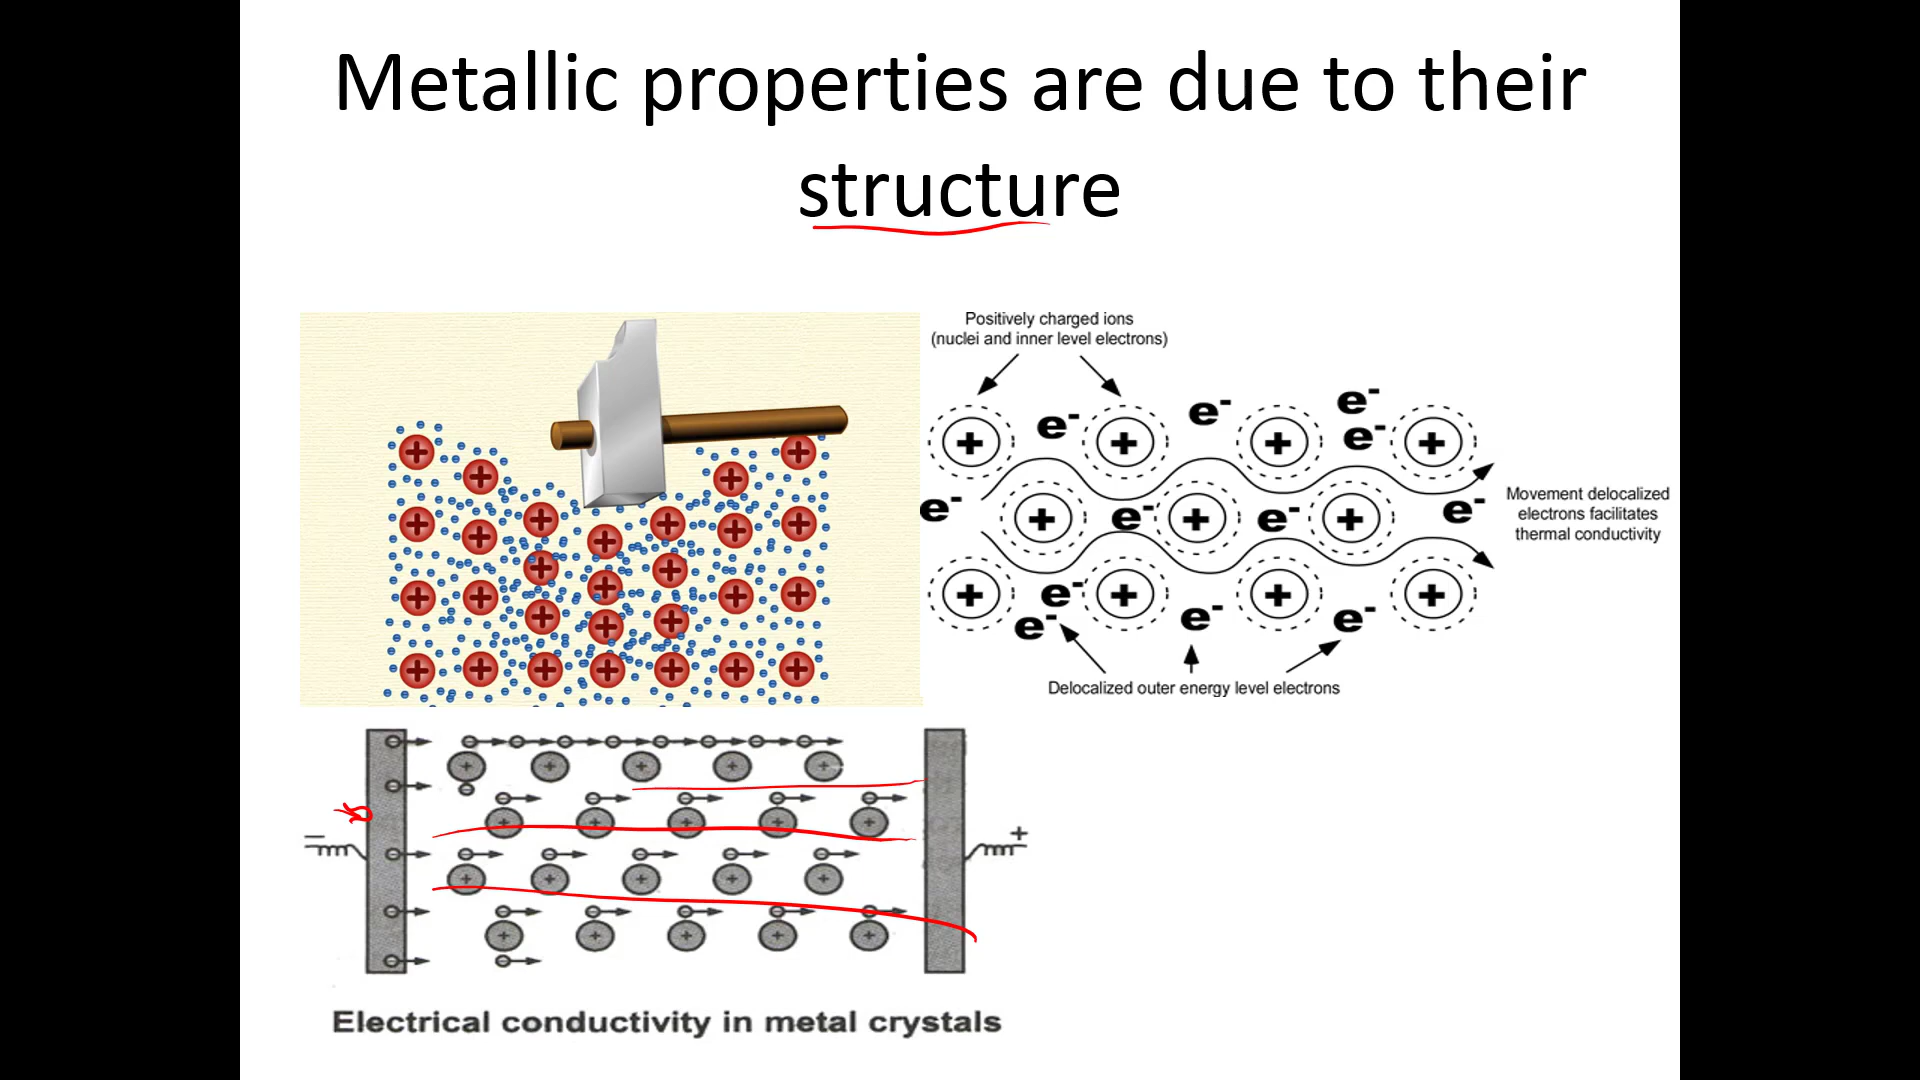 Metallic properties are due to their
structure
Positively charged ions
(nuclei and inner level electrons)
+ + + +
e⁻ e⁻ e⁻ e⁻
+ + +
e⁻ e⁻ e⁻ e⁻
+ + + +
e⁻ e⁻ e⁻ e⁻
Movement delocalized
electrons facilitates
thermal conductivity
Delocalized outer energy level electrons
− +
Electrical conductivity in metal crystals